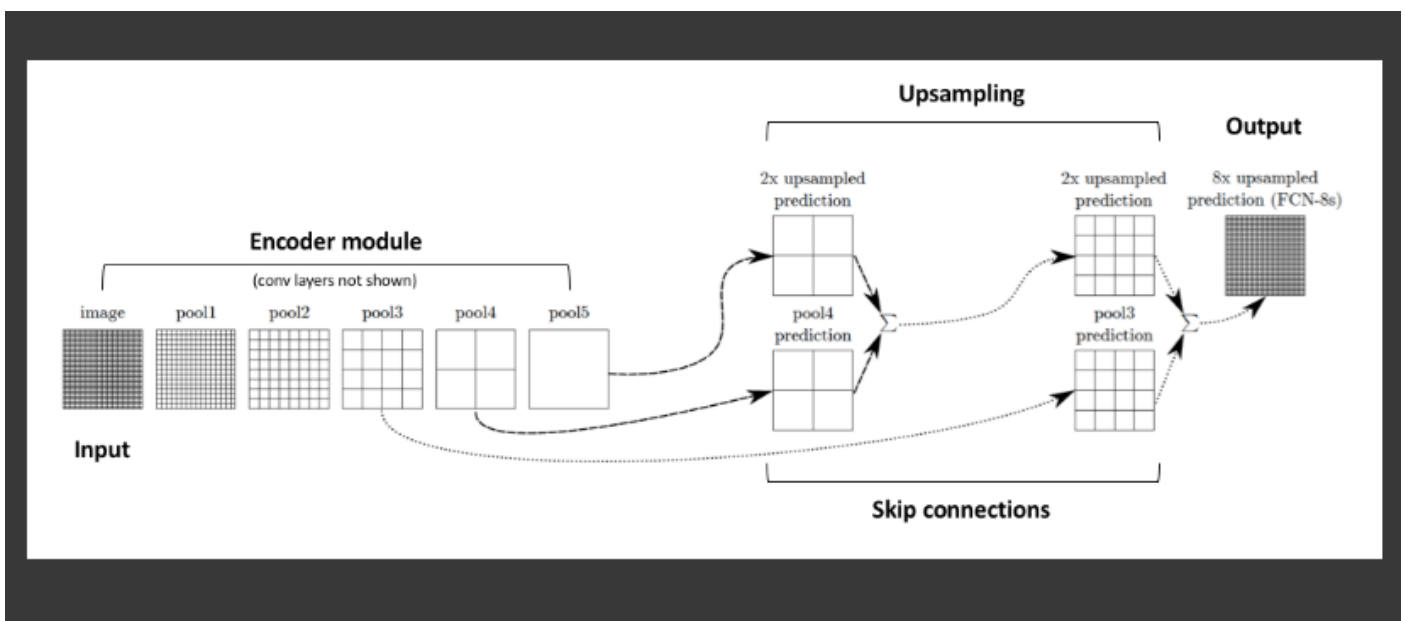 Upsampling
Output
2x upsampled
prediction
2x upsampled
prediction
8x upsampled
prediction (FCN-8s)
Encoder module
(conv layers not shown)
image
pool1
pool2
pool3
pool4
pool5
pool4
prediction
Σ
pool3
prediction
Σ
Input
Skip connections